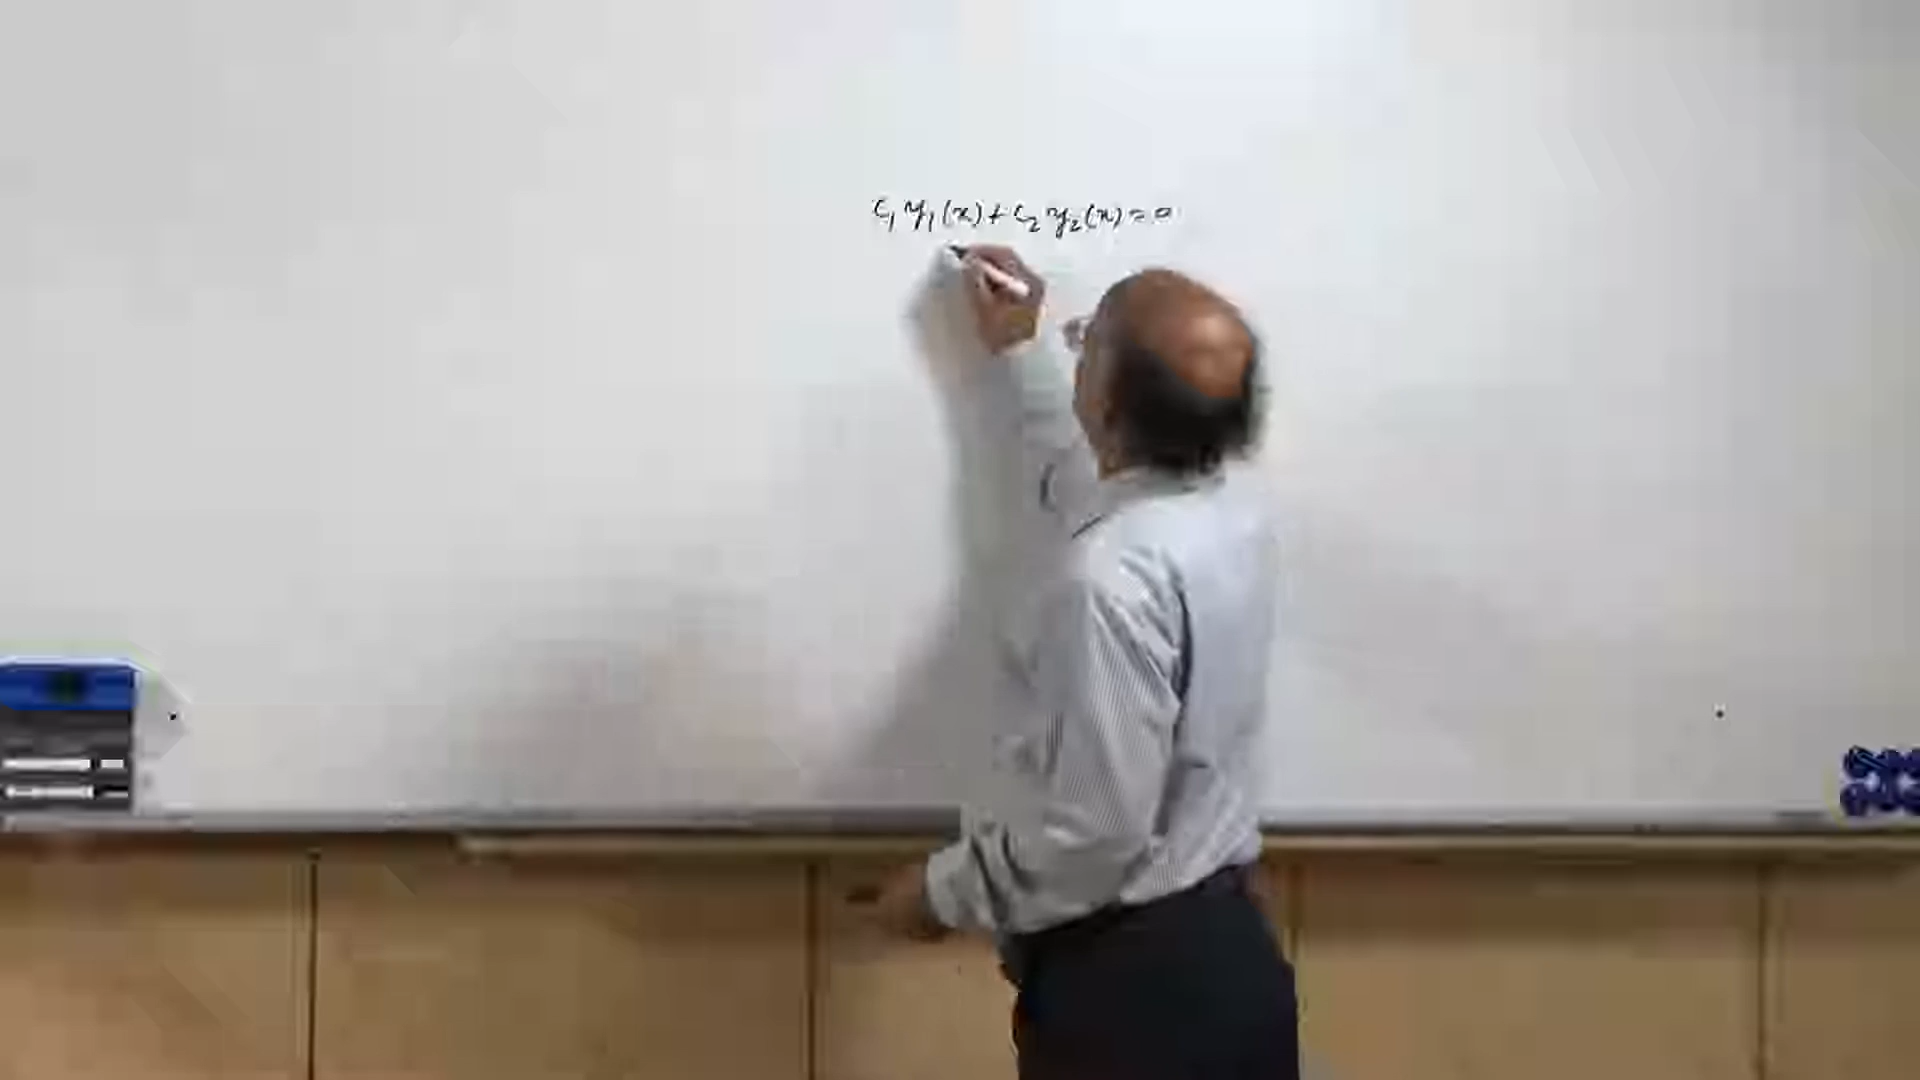 c₁ y₁(x) + c₂ y₂(x) = 0